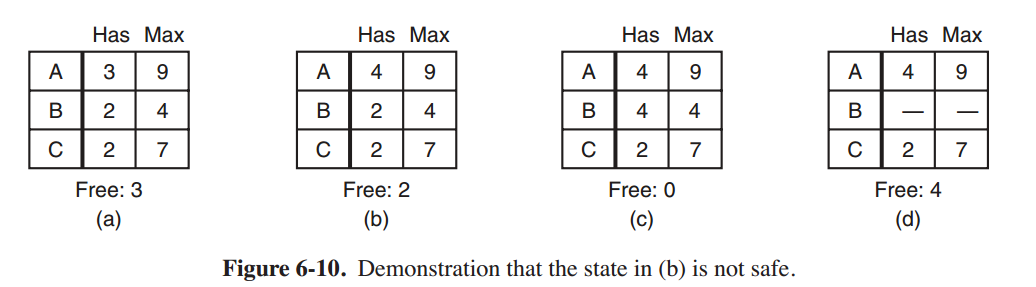 Has Max
A 3 9
B 2 4
C 2 7
Free: 3
(a)
Has Max
A 4 9
B 2 4
C 2 7
Free: 2
(b)
Has Max
A 4 9
B 4 4
C 2 7
Free: 0
(c)
Has Max
A 4 9
B — —
C 2 7
Free: 4
(d)
Figure 6-10. Demonstration that the state in (b) is not safe.